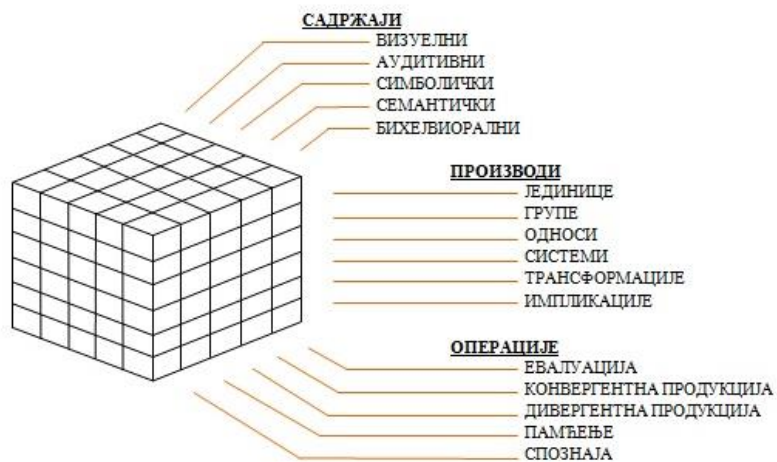 САДРЖАЈИ
ВИЗУЕЛНИ
АУДИТИВНИ
СИМБОЛИЧКИ
СЕМАНТИЧКИ
БИХЕЈВИОРАЛНИ
ПРОИЗВОДИ
ЈЕДИНИЦЕ
ГРУПЕ
ОДНОСИ
СИСТЕМИ
ТРАНСФОРМАЦИЈЕ
ИМПЛИКАЦИЈЕ
ОПЕРАЦИЈЕ
ЕВАЛУАЦИЈА
КОНВЕРГЕНТНА ПРОДУКЦИЈА
ДИВЕРГЕНТНА ПРОДУКЦИЈА
ПАМЋЕЊЕ
СПОЗНАЈА